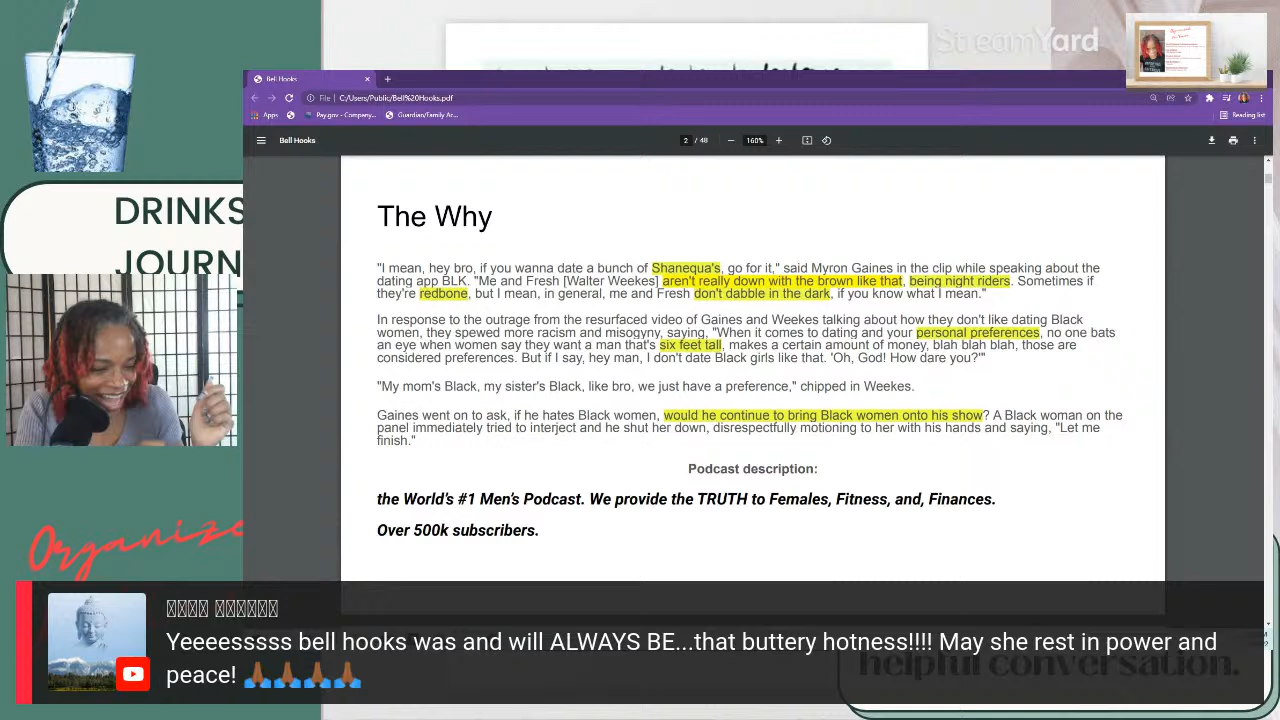 StreamYard
Bell Hooks
File | C:/Users/Public/Bell%20Hooks.pdf
Apps
Pay.gov - Company...
Guardian/Family Ar...
Reading list
Bell Hooks
2 / 48
160%
The Why
"I mean, hey bro, if you wanna date a bunch of Shanequa's, go for it," said Myron Gaines in the clip while speaking about the
dating app BLK. "Me and Fresh [Walter Weekes] aren't really down with the brown like that, being night riders. Sometimes if
they're redbone, but I mean, in general, me and Fresh don't dabble in the dark, if you know what I mean."
In response to the outrage from the resurfaced video of Gaines and Weekes talking about how they don't like dating Black
women, they spewed more racism and misogyny, saying, "When it comes to dating and your personal preferences, no one bats
an eye when women say they want a man that's six feet tall, makes a certain amount of money, blah blah blah, those are
considered preferences. But if I say, hey man, I don't date Black girls like that. 'Oh, God! How dare you?'"
"My mom's Black, my sister's Black, like bro, we just have a preference," chipped in Weekes.
Gaines went on to ask, if he hates Black women, would he continue to bring Black women onto his show? A Black woman on the
panel immediately tried to interject and he shut her down, disrespectfully motioning to her with his hands and saying, "Let me
finish."
Podcast description:
the World's #1 Men's Podcast. We provide the TRUTH to Females, Fitness, and, Finances.
Over 500k subscribers.
DRINKS
JOURN
Organize
Yeeeesssss bell hooks was and will ALWAYS BE...that buttery hotness!!!! May she rest in power and
peace! 🙏🏾🙏🏾🙏🏾🙏🏾
conversation.